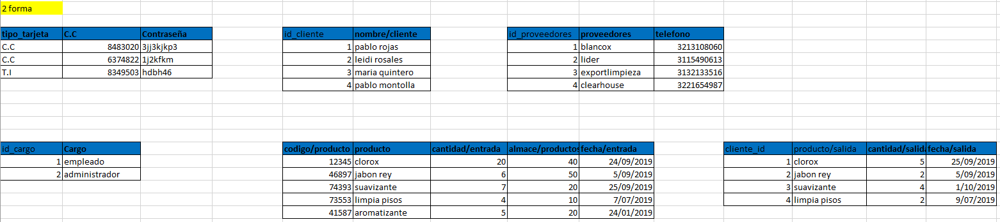 2 forma
tipo_tarjeta C.C Contraseña
C.C 8483020 3jj3kjkp3
C.C 6374822 1j2kfkm
T.I 8349503 hdbh46
id_cliente nombre/cliente
1 pablo rojas
2 leidi rosales
3 maria quintero
4 pablo montolla
id_proveedores proveedores telefono
1 blancox 3213108060
2 lider 3115490613
3 exportlimpieza 3132133516
4 clearhouse 3221654987
id_cargo Cargo
1 empleado
2 administrador
codigo/producto producto cantidad/entrada almace/productos fecha/entrada
12345 clorox 20 40 24/09/2019
46897 jabon rey 6 50 5/09/2019
74393 suavizante 7 20 25/09/2019
73553 limpia pisos 4 10 7/07/2019
41587 aromatizante 5 20 24/01/2019
cliente_id producto/salida cantidad/salida fecha/salida
1 clorox 5 25/09/2019
2 jabon rey 2 5/09/2019
3 suavizante 4 1/10/2019
4 limpia pisos 2 9/07/2019